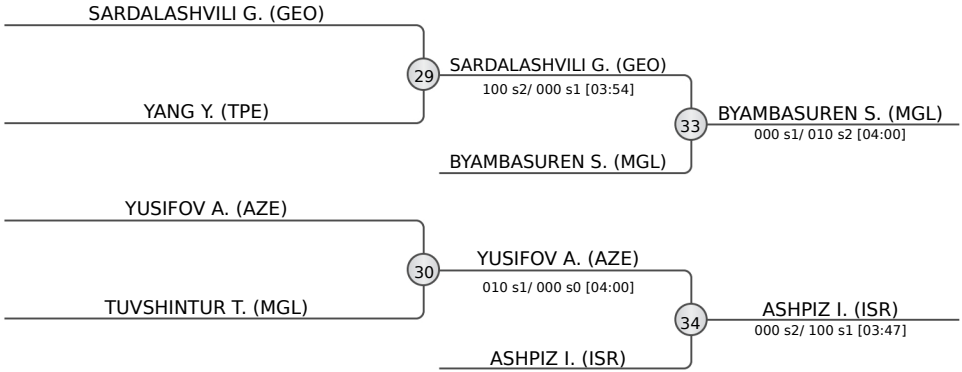 SARDALASHVILI G. (GEO)
29
SARDALASHVILI G. (GEO)
100 s2/ 000 s1 [03:54]
YANG Y. (TPE)
33
BYAMBASUREN S. (MGL)
000 s1/ 010 s2 [04:00]
BYAMBASUREN S. (MGL)
YUSIFOV A. (AZE)
30
YUSIFOV A. (AZE)
010 s1/ 000 s0 [04:00]
TUVSHINTUR T. (MGL)
34
ASHPIZ I. (ISR)
000 s2/ 100 s1 [03:47]
ASHPIZ I. (ISR)